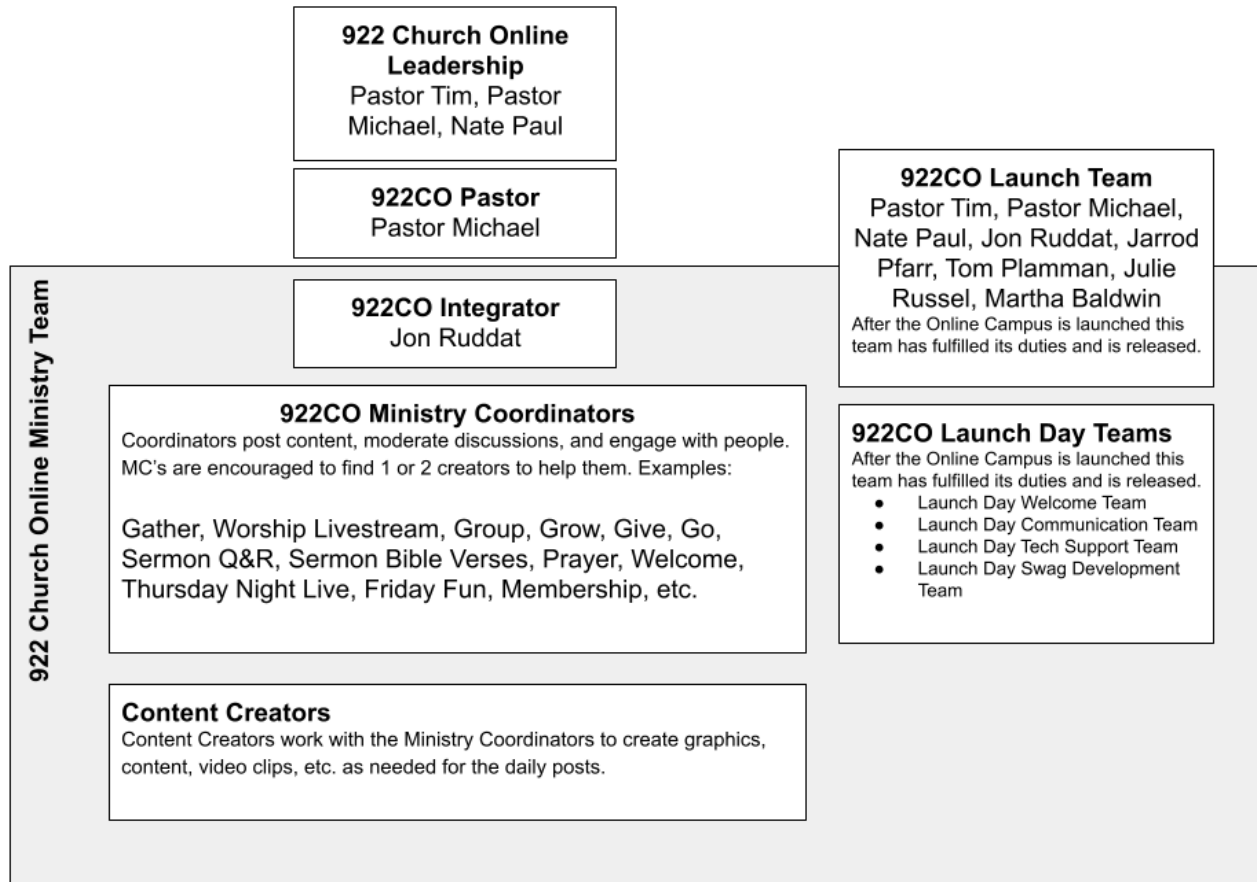 922 Church Online
Leadership
Pastor Tim, Pastor
Michael, Nate Paul
922CO Pastor
Pastor Michael
922CO Launch Team
Pastor Tim, Pastor Michael,
Nate Paul, Jon Ruddat, Jarrod
Pfarr, Tom Plamman, Julie
Russel, Martha Baldwin
After the Online Campus is launched this
team has fulfilled its duties and is released.
922 Church Online Ministry Team
922CO Integrator
Jon Ruddat
922CO Ministry Coordinators
Coordinators post content, moderate discussions, and engage with people.
MC's are encouraged to find 1 or 2 creators to help them. Examples:
Gather, Worship Livestream, Group, Grow, Give, Go,
Sermon Q&R, Sermon Bible Verses, Prayer, Welcome,
Thursday Night Live, Friday Fun, Membership, etc.
922CO Launch Day Teams
After the Online Campus is launched this
team has fulfilled its duties and is released.
● Launch Day Welcome Team
● Launch Day Communication Team
● Launch Day Tech Support Team
● Launch Day Swag Development
Team
Content Creators
Content Creators work with the Ministry Coordinators to create graphics,
content, video clips, etc. as needed for the daily posts.